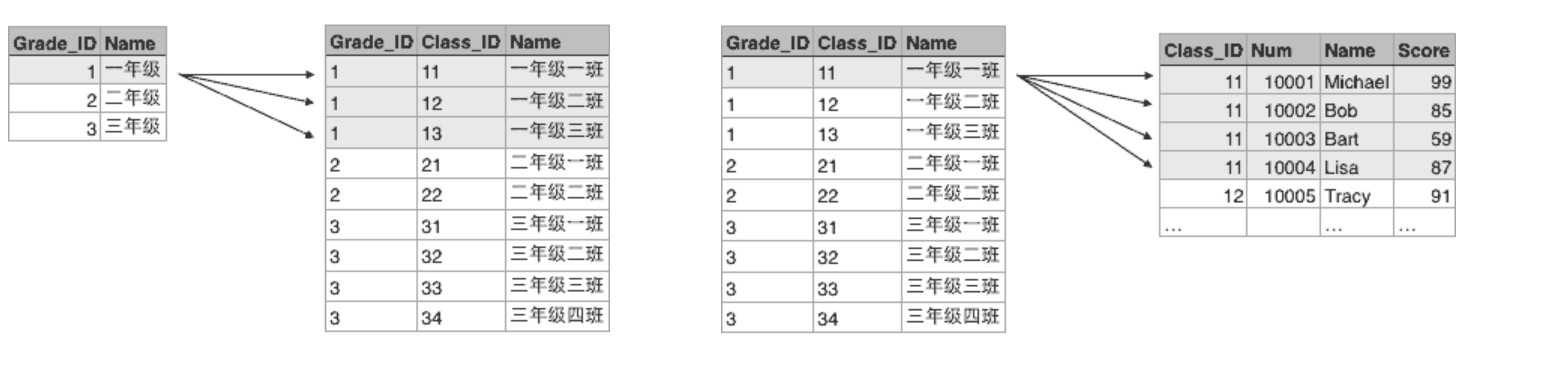 Grade_ID Name
1 一年级
2 二年级
3 三年级
Grade_ID Class_ID Name
1 11 一年级一班
1 12 一年级二班
1 13 一年级三班
2 21 二年级一班
2 22 二年级二班
3 31 三年级一班
3 32 三年级二班
3 33 三年级三班
3 34 三年级四班
Grade_ID Class_ID Name
1 11 一年级一班
1 12 一年级二班
1 13 一年级三班
2 21 二年级一班
2 22 二年级二班
3 31 三年级一班
3 32 三年级二班
3 33 三年级三班
3 34 三年级四班
Class_ID Num Name Score
11 10001 Michael 99
11 10002 Bob 85
11 10003 Bart 59
11 10004 Lisa 87
12 10005 Tracy 91
... ... ...